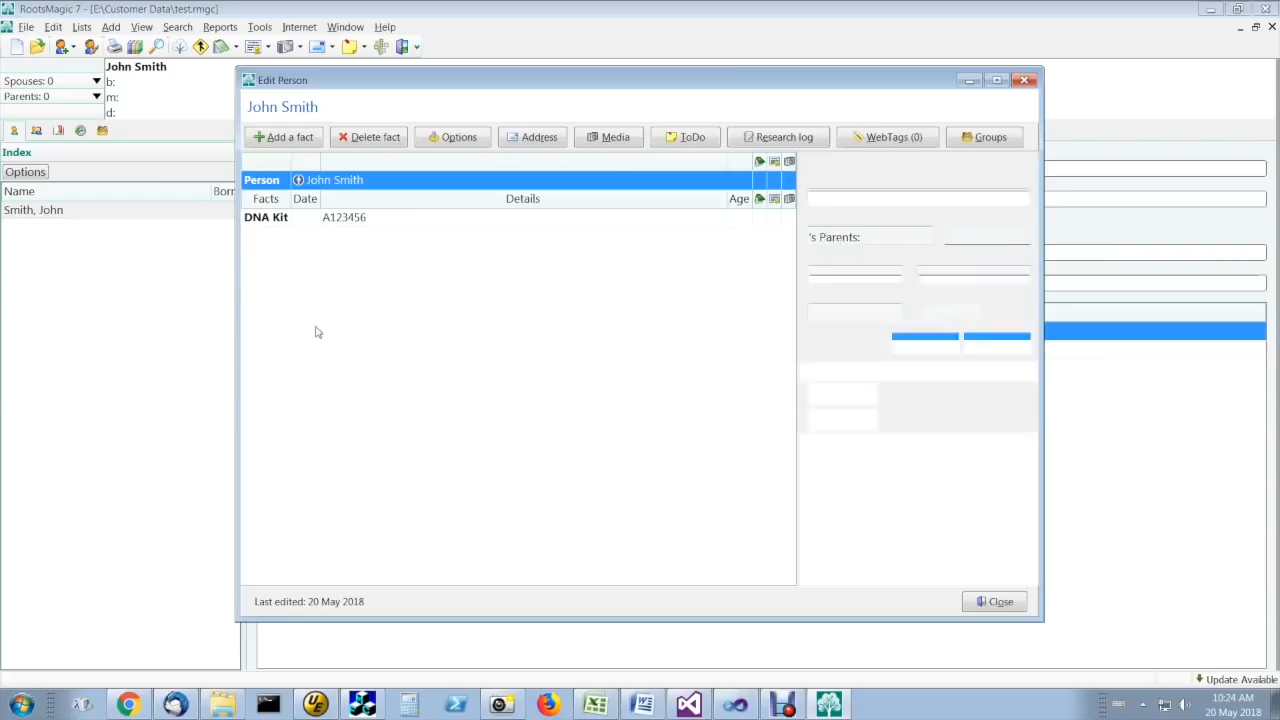 RootsMagic 7 - [E:\Customer Data\test.rmgc]
File Edit Lists Add View Search Reports Tools Internet Window Help
John Smith
Spouses: 0
b:
Parents: 0
m:
d:
Index
Options
Name Born
Smith, John
Edit Person
John Smith
Add a fact Delete fact Options Address Media ToDo Research log WebTags (0) Groups
Person John Smith
Facts Date Details Age
DNA Kit A123456
's Parents:
Last edited: 20 May 2018
Close
Update Available
10:24 AM
20 May 2018